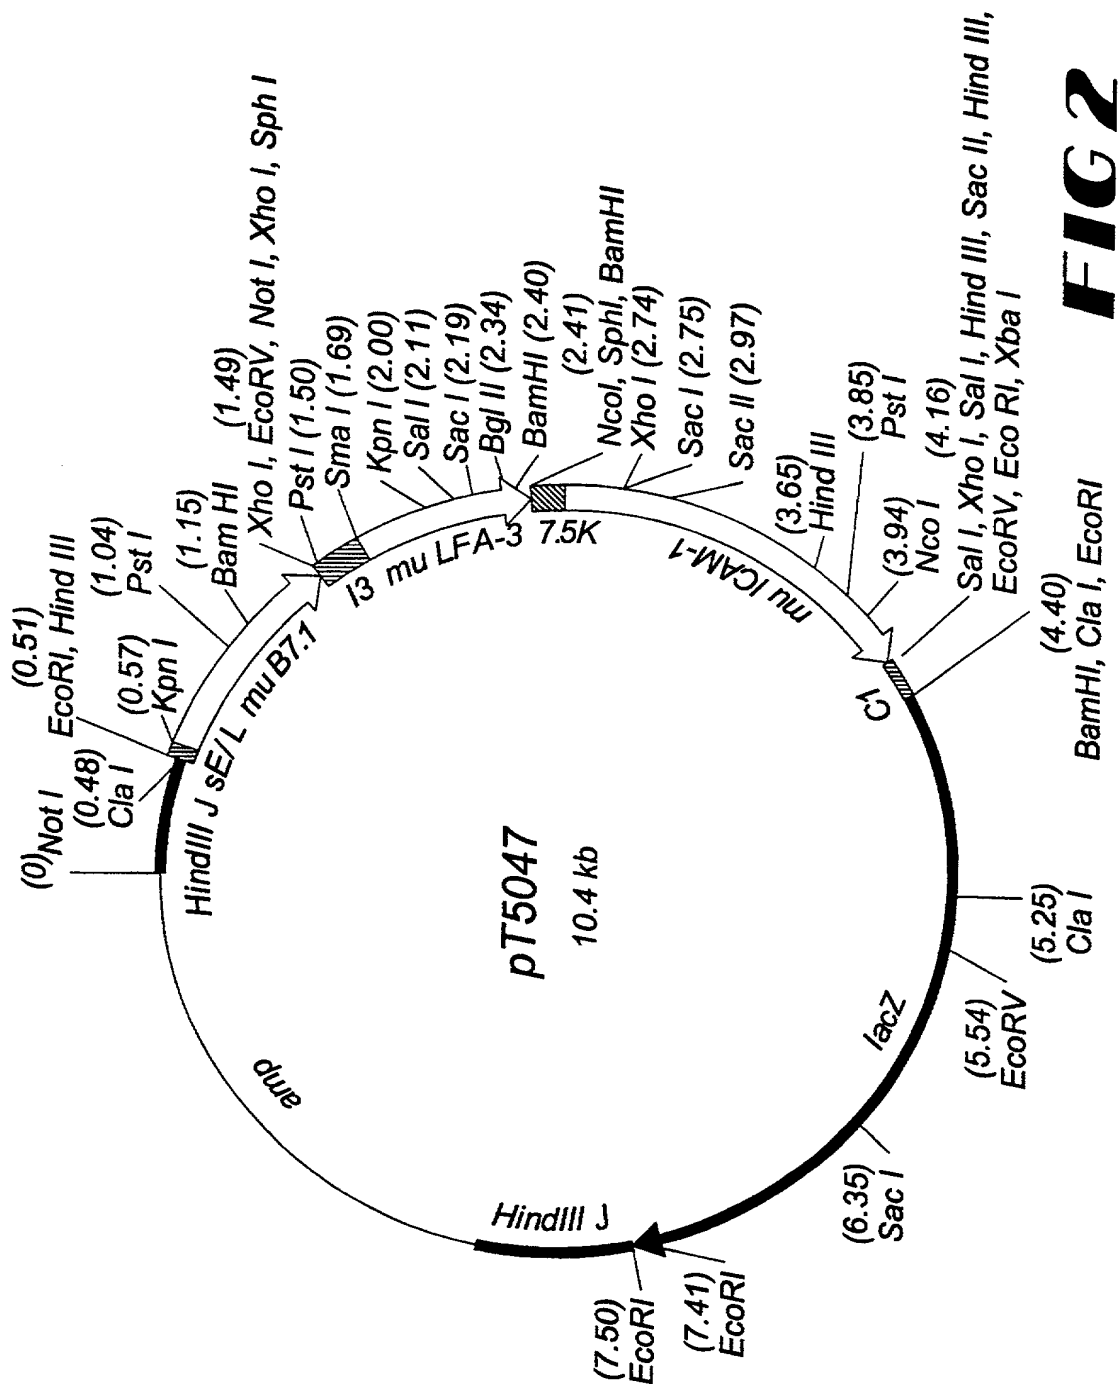 (0) Not I
(0.48)
Cla I
(0.51)
EcoRI, Hind III
(0.57)
Kpn I
(1.04)
Pst I
(1.15)
Bam HI
(1.49)
Xho I, EcoRV, Not I, Xho I, Sph I
Pst I (1.50)
Sma I (1.69)
Kpn I (2.00)
Sal I (2.11)
Sac I (2.19)
Bgl II (2.34)
BamHI (2.40)
(2.41)
NcoI, SphI, BamHI
Xho I (2.74)
Sac I (2.75)
Sac II (2.97)
(3.65)
Hind III
(3.85)
Pst I
(3.94)
Nco I
(4.16)
Sal I, Xho I, Sal I, Hind III, Sac II, Hind III,
EcoRV, Eco RI, Xba I
(4.40)
BamHI, Cla I, EcoRI
(5.25)
Cla I
(5.54)
EcoRV
(6.35)
Sac I
(7.41)
EcoRI
(7.50)
EcoRI
HindIII J
amp
HindIII J sE/L mu B7.1
I3 mu LFA-3 7.5K
mu ICAM-1
C1
lacZ
pT5047
10.4 kb
FIG 2